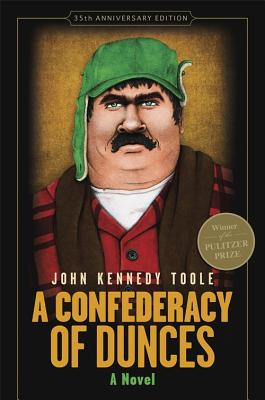 35th ANNIVERSARY EDITION
Winner
of the
PULITZER
PRIZE
JOHN KENNEDY TOOLE
A CONFEDERACY
OF DUNCES
A Novel